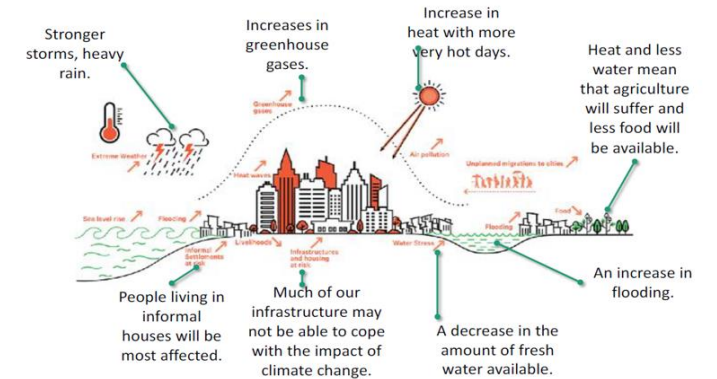 Stronger
storms, heavy
rain.
Increases in
greenhouse
gases.
Increase in
heat with more
very hot days.
Heat and less
water mean
that agriculture
will suffer and
less food will
be available.
Greenhouse
gases
Extreme Weather
Heat waves
Air pollution
Unplanned migrations to cities
Sea level rise
Flooding
Livelihoods
Informal
Settlements
at risk
Infrastructures
and housing
at risk
Water Stress
Flooding
Food
People living in
informal
houses will be
most affected.
Much of our
infrastructure may
not be able to cope
with the impact of
climate change.
A decrease in the
amount of fresh
water available.
An increase in
flooding.